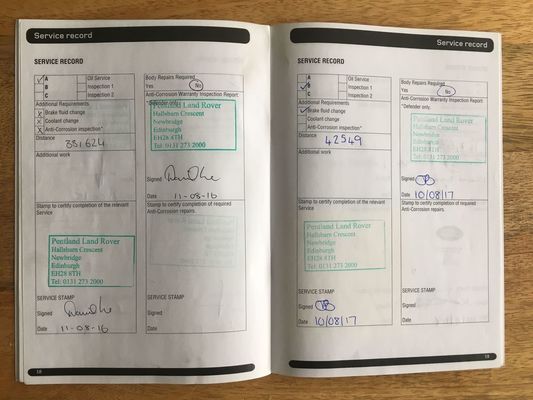 Service record
SERVICE RECORD
A Oil Service
B Inspection 1
C Inspection 2
Additional Requirements
Brake fluid change
Coolant change
Anti-Corrosion inspection*
Distance
Additional work
Body Repairs Required
Yes No
Anti-Corrosion Warranty Inspection Report
*Defender only.
Pentland Land Rover
Hallsbarn Crescent
Newbridge
Edinburgh
EH28 8TH
Tel: 0131 273 2000
Signed
Date 11-08-16
Stamp to certify completion of the relevant
Service
Pentland Land Rover
Hallsbarn Crescent
Newbridge
Edinburgh
EH28 8TH
Tel: 0131 273 2000
SERVICE STAMP
Signed
Date 11-08-16
Stamp to certify completion of required
Anti-Corrosion repairs.
Signed
Date
18
Service record
SERVICE RECORD
A Oil Service
B Inspection 1
C Inspection 2
Additional Requirements
Brake fluid change
Coolant change
Anti-Corrosion inspection*
Distance 42549
Additional work
Body Repairs Required
Yes No
Anti-Corrosion Warranty Inspection Report
*Defender only.
Pentland Land Rover
Hallsbarn Crescent
Newbridge
Edinburgh
EH28 8TH
Tel: 0131 273 2000
Signed
Date 10/08/17
Stamp to certify completion of the relevant
Service
Pentland Land Rover
Hallsbarn Crescent
Newbridge
Edinburgh
EH28 8TH
Tel: 0131 273 2000
SERVICE STAMP
Signed
Date 10/08/17
Stamp to certify completion of required
Anti-Corrosion repairs.
Signed
Date
19